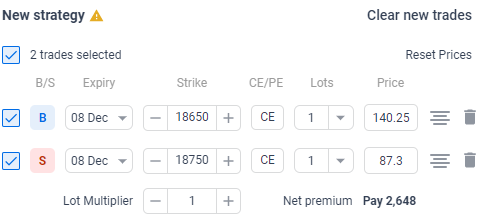 New strategy Clear new trades
2 trades selected Reset Prices
B/S Expiry Strike CE/PE Lots Price
B 08 Dec − 18650 + CE 1 140.25
S 08 Dec − 18750 + CE 1 87.3
Lot Multiplier − 1 + Net premium Pay 2,648